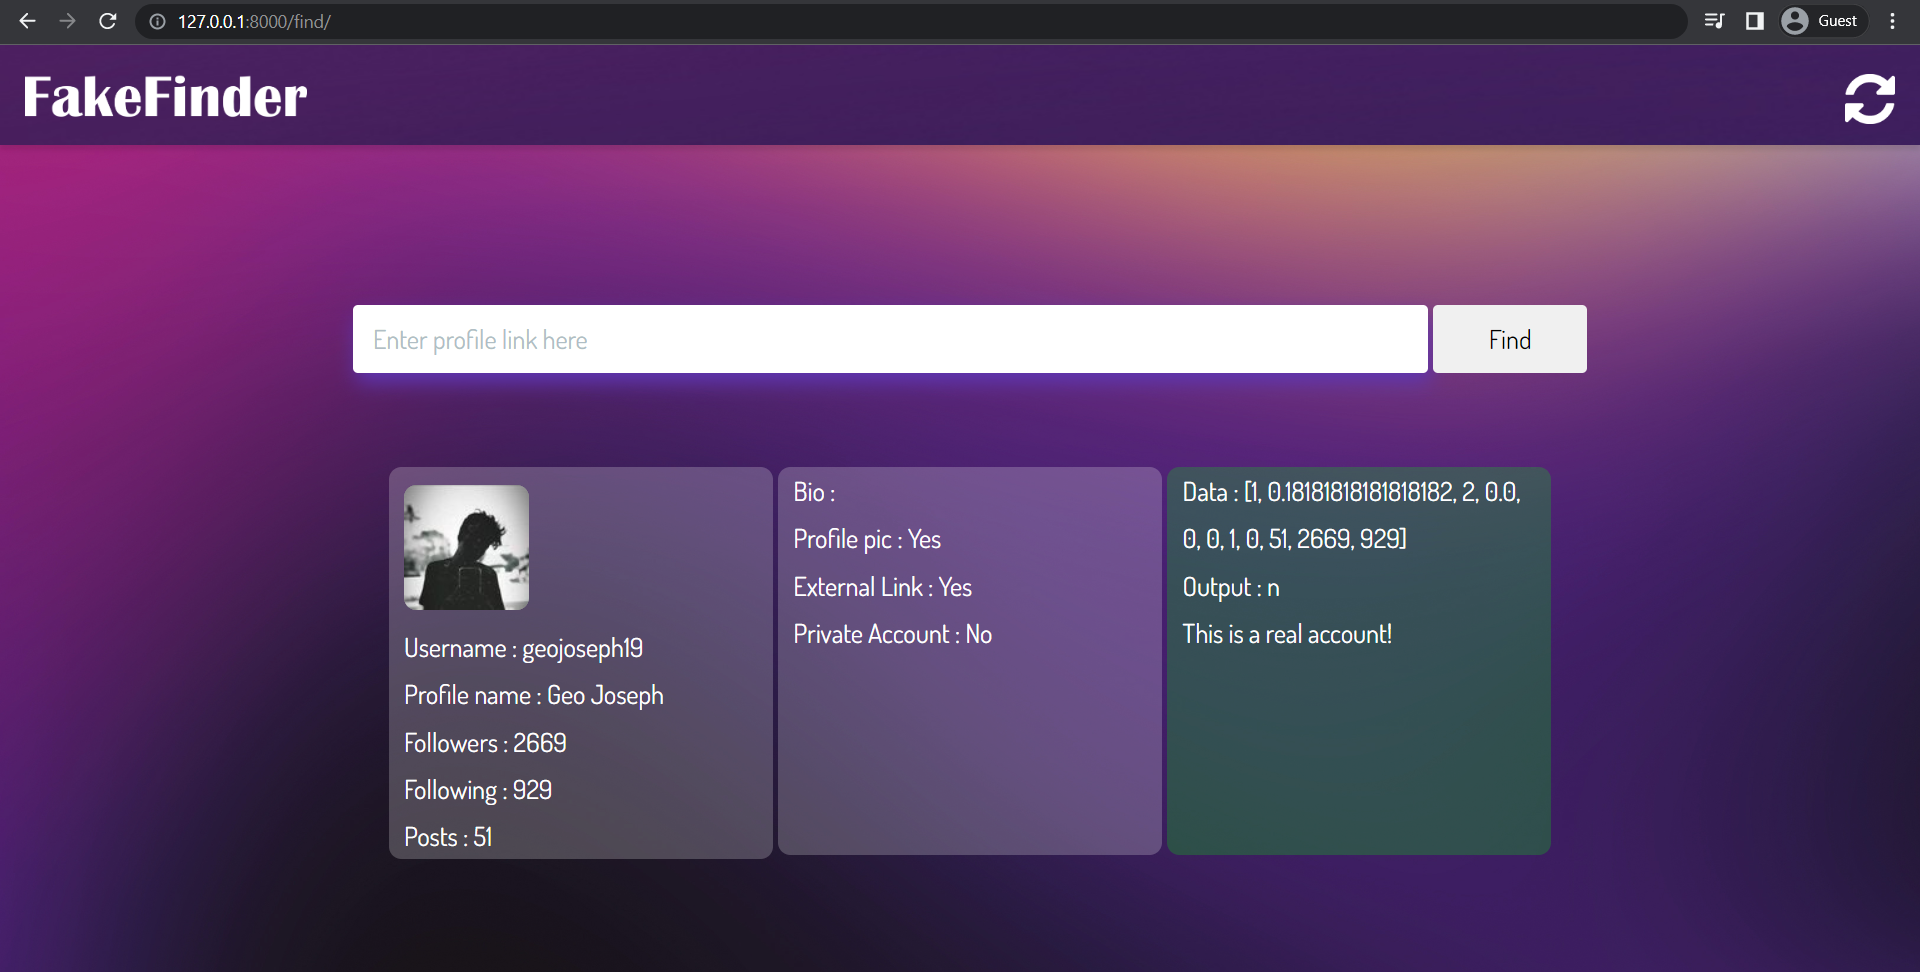 127.0.0.1:8000/find/
Guest
FakeFinder
Enter profile link here
Find
Username : geojoseph19
Profile name : Geo Joseph
Followers : 2669
Following : 929
Posts : 51
Bio :
Profile pic : Yes
External Link : Yes
Private Account : No
Data : [1, 0.18181818181818182, 2, 0.0,
0, 0, 1, 0, 51, 2669, 929]
Output : n
This is a real account!